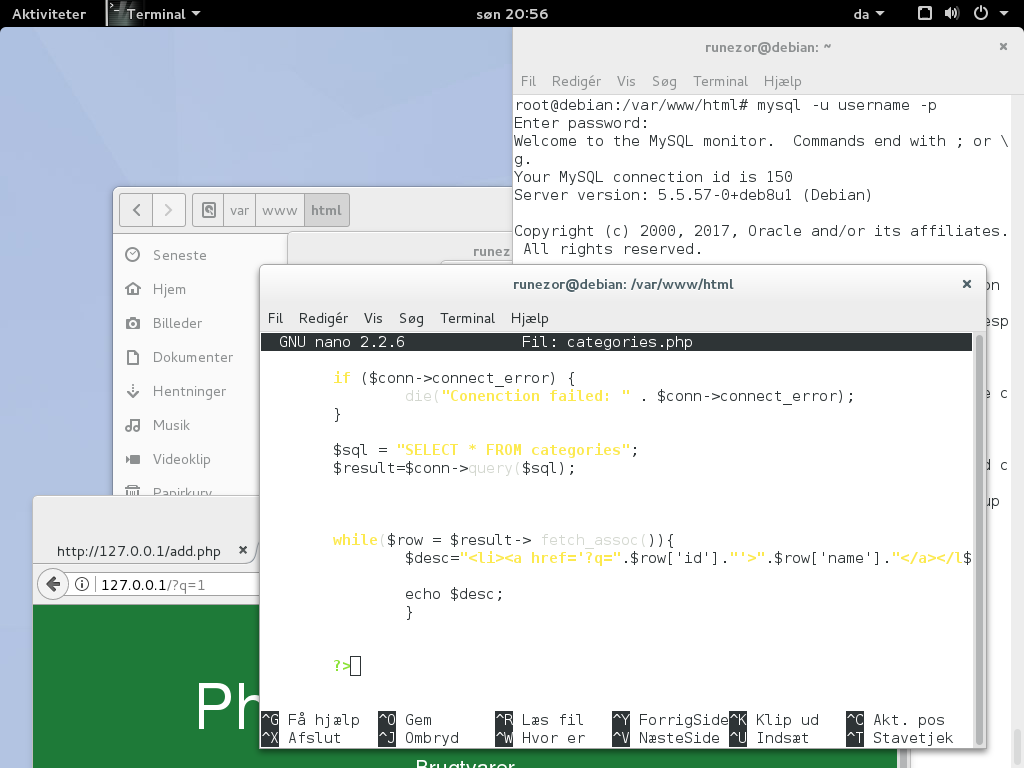 Aktiviteter Terminal søn 20:56 da
runezor@debian: ~
Fil Redigér Vis Søg Terminal Hjælp
root@debian:/var/www/html# mysql -u username -p
Enter password:
Welcome to the MySQL monitor.  Commands end with ; or \
g.
Your MySQL connection id is 150
Server version: 5.5.57-0+deb8u1 (Debian)
Copyright (c) 2000, 2017, Oracle and/or its affiliates.
All rights reserved.
on
esp
e c
d c
up
var www html
runez
Seneste
Hjem
Billeder
Dokumenter
Hentninger
Musik
Videoklip
Papirkurv
http://127.0.0.1/add.php
127.0.0.1/?q=1
Ph
Brugtvarer
runezor@debian: /var/www/html
Fil Redigér Vis Søg Terminal Hjælp
GNU nano 2.2.6 Fil: categories.php
if ($conn->connect_error) {
die("Conenction failed: " . $conn->connect_error);
}
$sql = "SELECT * FROM categories";
$result=$conn->query($sql);
while($row = $result-> fetch_assoc()){
$desc="<li><a href='?q=".$row['id']."'>".$row['name']."</a></l$
echo $desc;
}
?>
^G Få hjælp ^O Gem ^R Læs fil ^Y ForrigSide ^K Klip ud ^C Akt. pos
^X Afslut ^J Ombryd ^W Hvor er ^V NæsteSide ^U Indsæt ^T Stavetjek